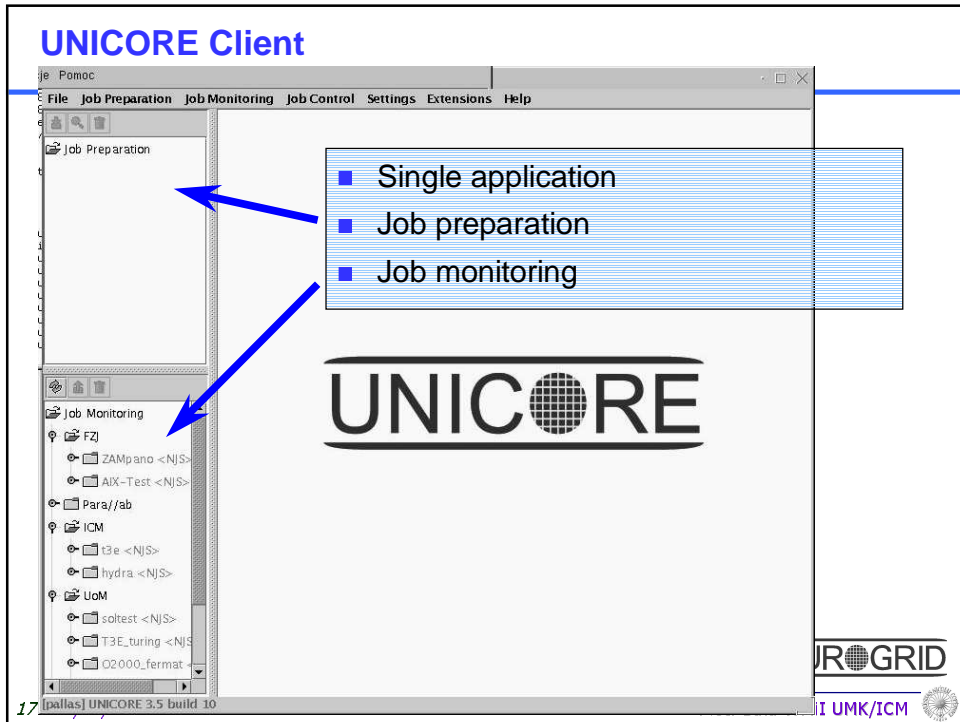 UNICORE Client
je Pomoc
File Job Preparation Job Monitoring Job Control Settings Extensions Help
Job Preparation
Single application
Job preparation
Job monitoring
UNICORE
Job Monitoring
FZJ
ZAMpano <NJS>
AIX-Test <NJS>
Para//ab
ICM
t3e <NJS>
hydra <NJS>
UoM
soltest <NJS>
T3E_turing <NJS
O2000_fermat <
UROGRID
[pallas] UNICORE 3.5 build 10
17
iI UMK/ICM